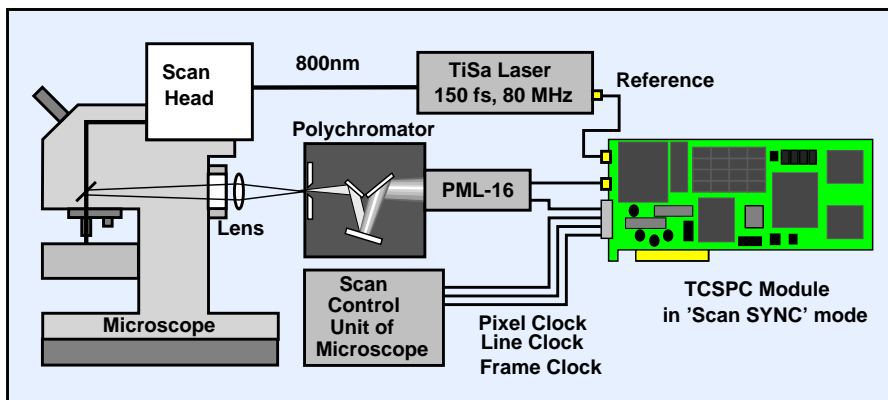 Scan
Head
800nm
TiSa Laser
150 fs, 80 MHz
Reference
Polychromator
PML-16
Lens
Scan
Control
Unit of
Microscope
Microscope
Pixel Clock
Line Clock
Frame Clock
TCSPC Module
in ’Scan SYNC’ mode